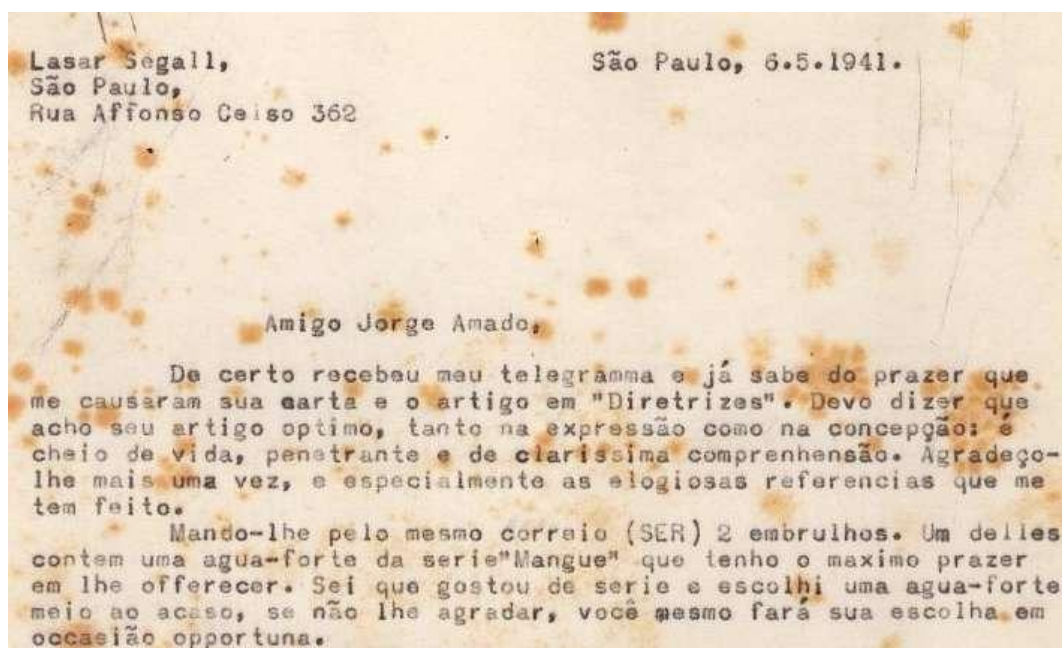 Lasar Segall,
São Paulo, 6.5.1941.
São Paulo,
Rua Affonso Celso 362
Amigo Jorge Amado,
De certo recebeu meu telegramma e já sabe do prazer que
me causaram sua carta e o artigo em "Diretrizes". Devo dizer que
acho seu artigo optimo, tanto na expressão como na concepção: é
cheio de vida, penetrante e de clarissima comprenhensão. Agradeço-
lhe mais uma vez, e especialmente as elogiosas referencias que me
tem feito.
Mando-lhe pelo mesmo correio (SER) 2 embrulhos. Um delles
contem uma agua-forte da serie"Mangue" que tenho o maximo prazer
em lhe offerecer. Sei que gostou de serie e escolhi uma agua-forte
meio ao acaso, se não lhe agradar, você mesmo fará sua escolha em
occasião opportuna.